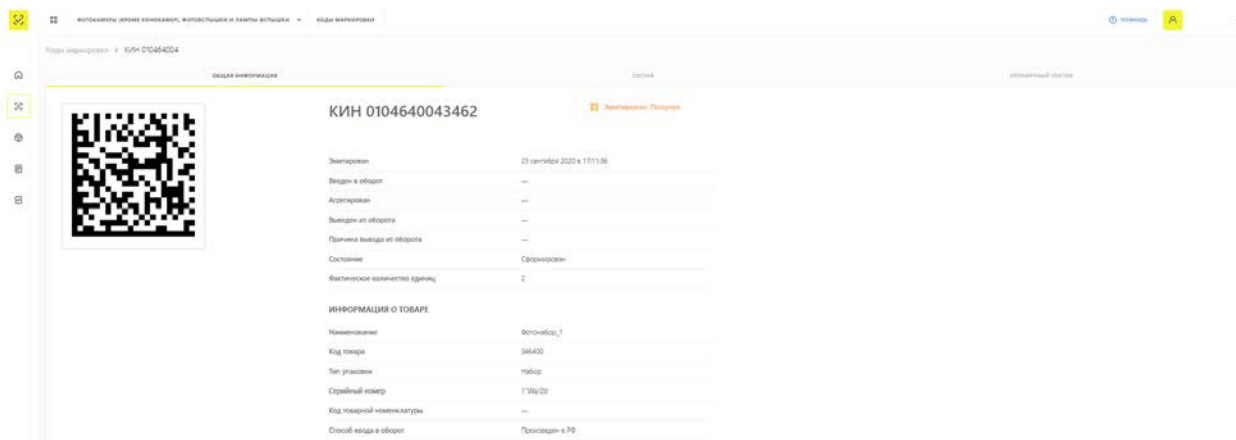 ФОТОКАМЕРЫ (КРОМЕ КИНОКАМЕР), ФОТОВСПЫШКИ И ЛАМПЫ-ВСПЫШКИ КОДЫ МАРКИРОВКИ Помощь
Коды маркировки > КИН 010464004
ОБЩАЯ ИНФОРМАЦИЯ СОСТАВ СПРАВОЧНЫЙ СОСТАВ
КИН 0104640043462 Эмитирован. Получен
Эмитирован 23 сентября 2020 в 17:11:36
Введен в оборот —
Агрегирован —
Выведен из оборота —
Причина вывода из оборота —
Состояние Сформирован
Фактическое количество единиц 2
ИНФОРМАЦИЯ О ТОВАРЕ
Наименование Фотонабор_1
Код товара 046400
Тип упаковки Набор
Серийный номер
Код товарной номенклатуры —
Способ ввода в оборот Произведен в РФ